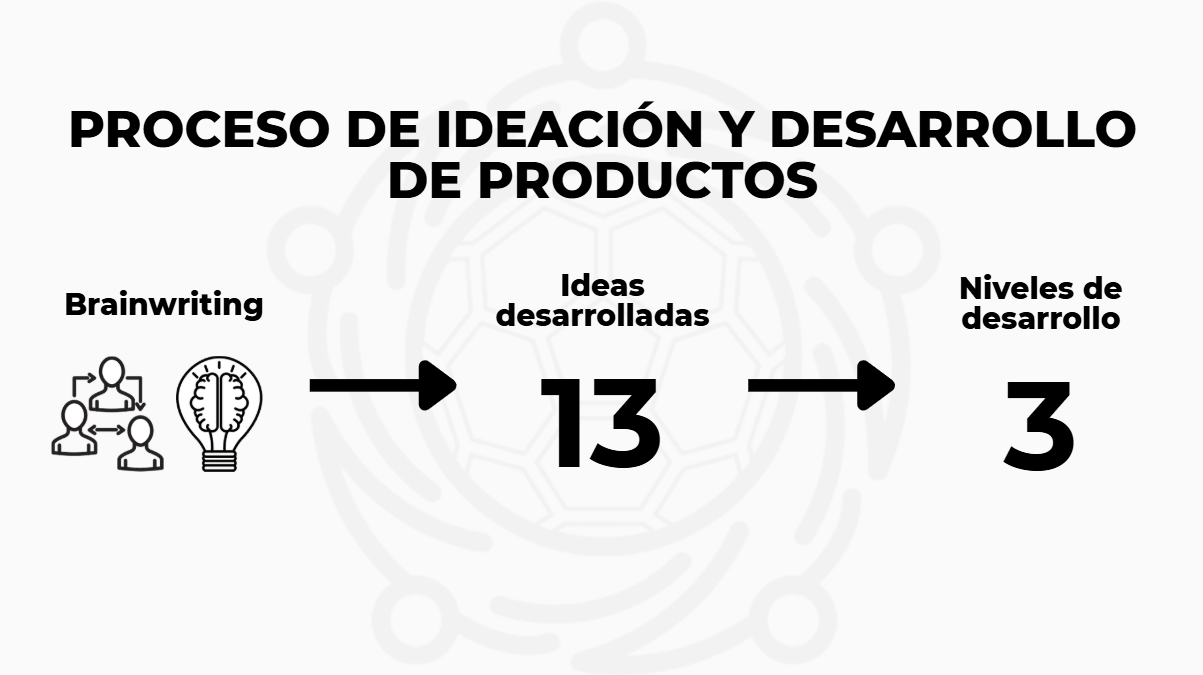 PROCESO DE IDEACIÓN Y DESARROLLO
DE PRODUCTOS
Brainwriting
Ideas
desarrolladas
13
Niveles de
desarrollo
3